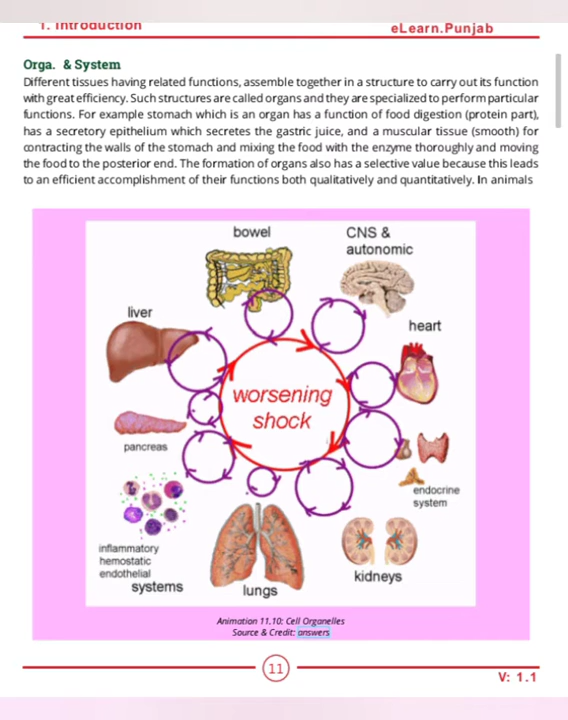 1. Introduction
eLearn.Punjab
Orga. & System
Different tissues having related functions, assemble together in a structure to carry out its function
with great efficiency. Such structures are called organs and they are specialized to perform particular
functions. For example stomach which is an organ has a function of food digestion (protein part),
has a secretory epithelium which secretes the gastric juice, and a muscular tissue (smooth) for
contracting the walls of the stomach and mixing the food with the enzyme thoroughly and moving
the food to the posterior end. The formation of organs also has a selective value because this leads
to an efficient accomplishment of their functions both qualitatively and quantitatively. In animals
bowel
CNS &
autonomic
liver
heart
worsening
shock
pancreas
endocrine
system
inflammatory
hemostatic
endothelial
systems
lungs
kidneys
Animation 11.10: Cell Organelles
Source & Credit: answers
11
V: 1.1